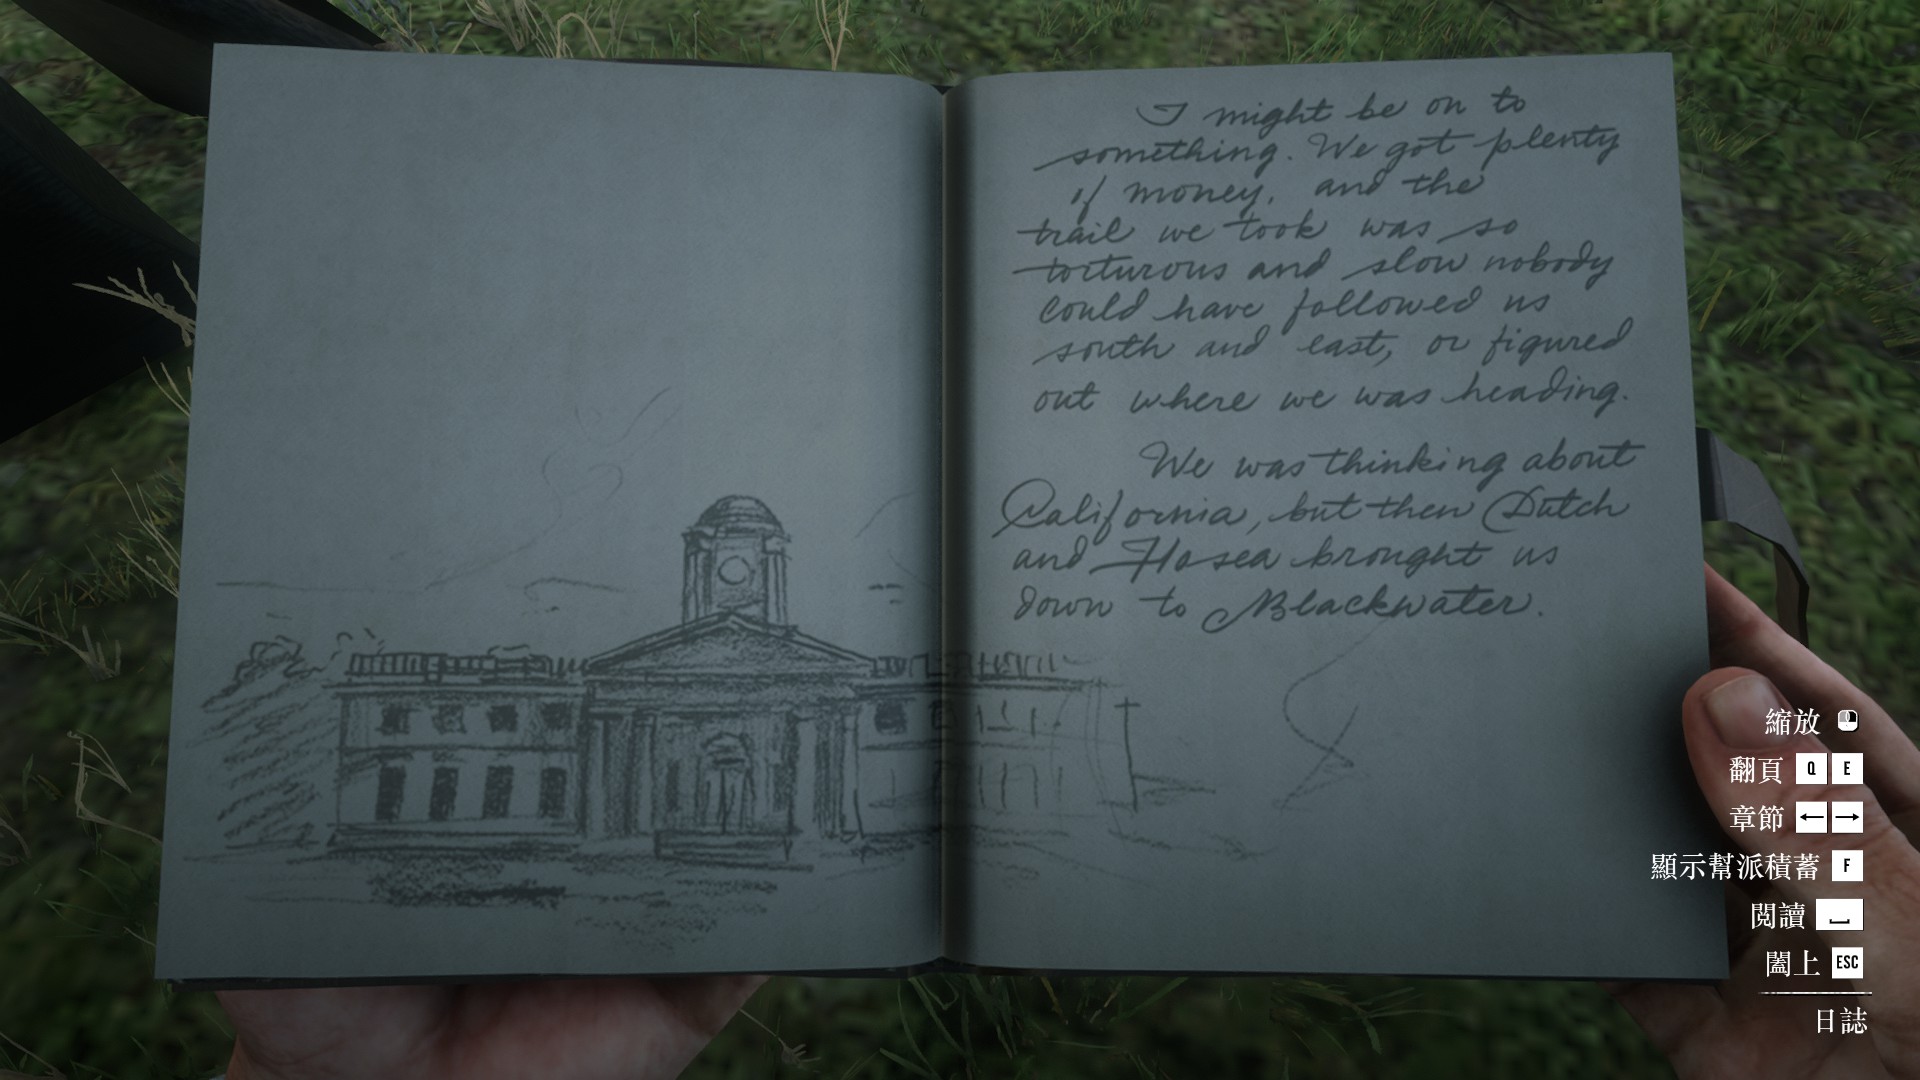 I might be on to
something. We got plenty
of money, and the
trail we took was so
torturous and slow nobody
could have followed us
south and east, or figured
out where we was heading.
We was thinking about
California, but then Dutch
and Hosea brought us
down to Blackwater.
縮放
翻頁 Q E
章節 ← →
顯示幫派積蓄 F
閱讀
闔上 ESC
日誌